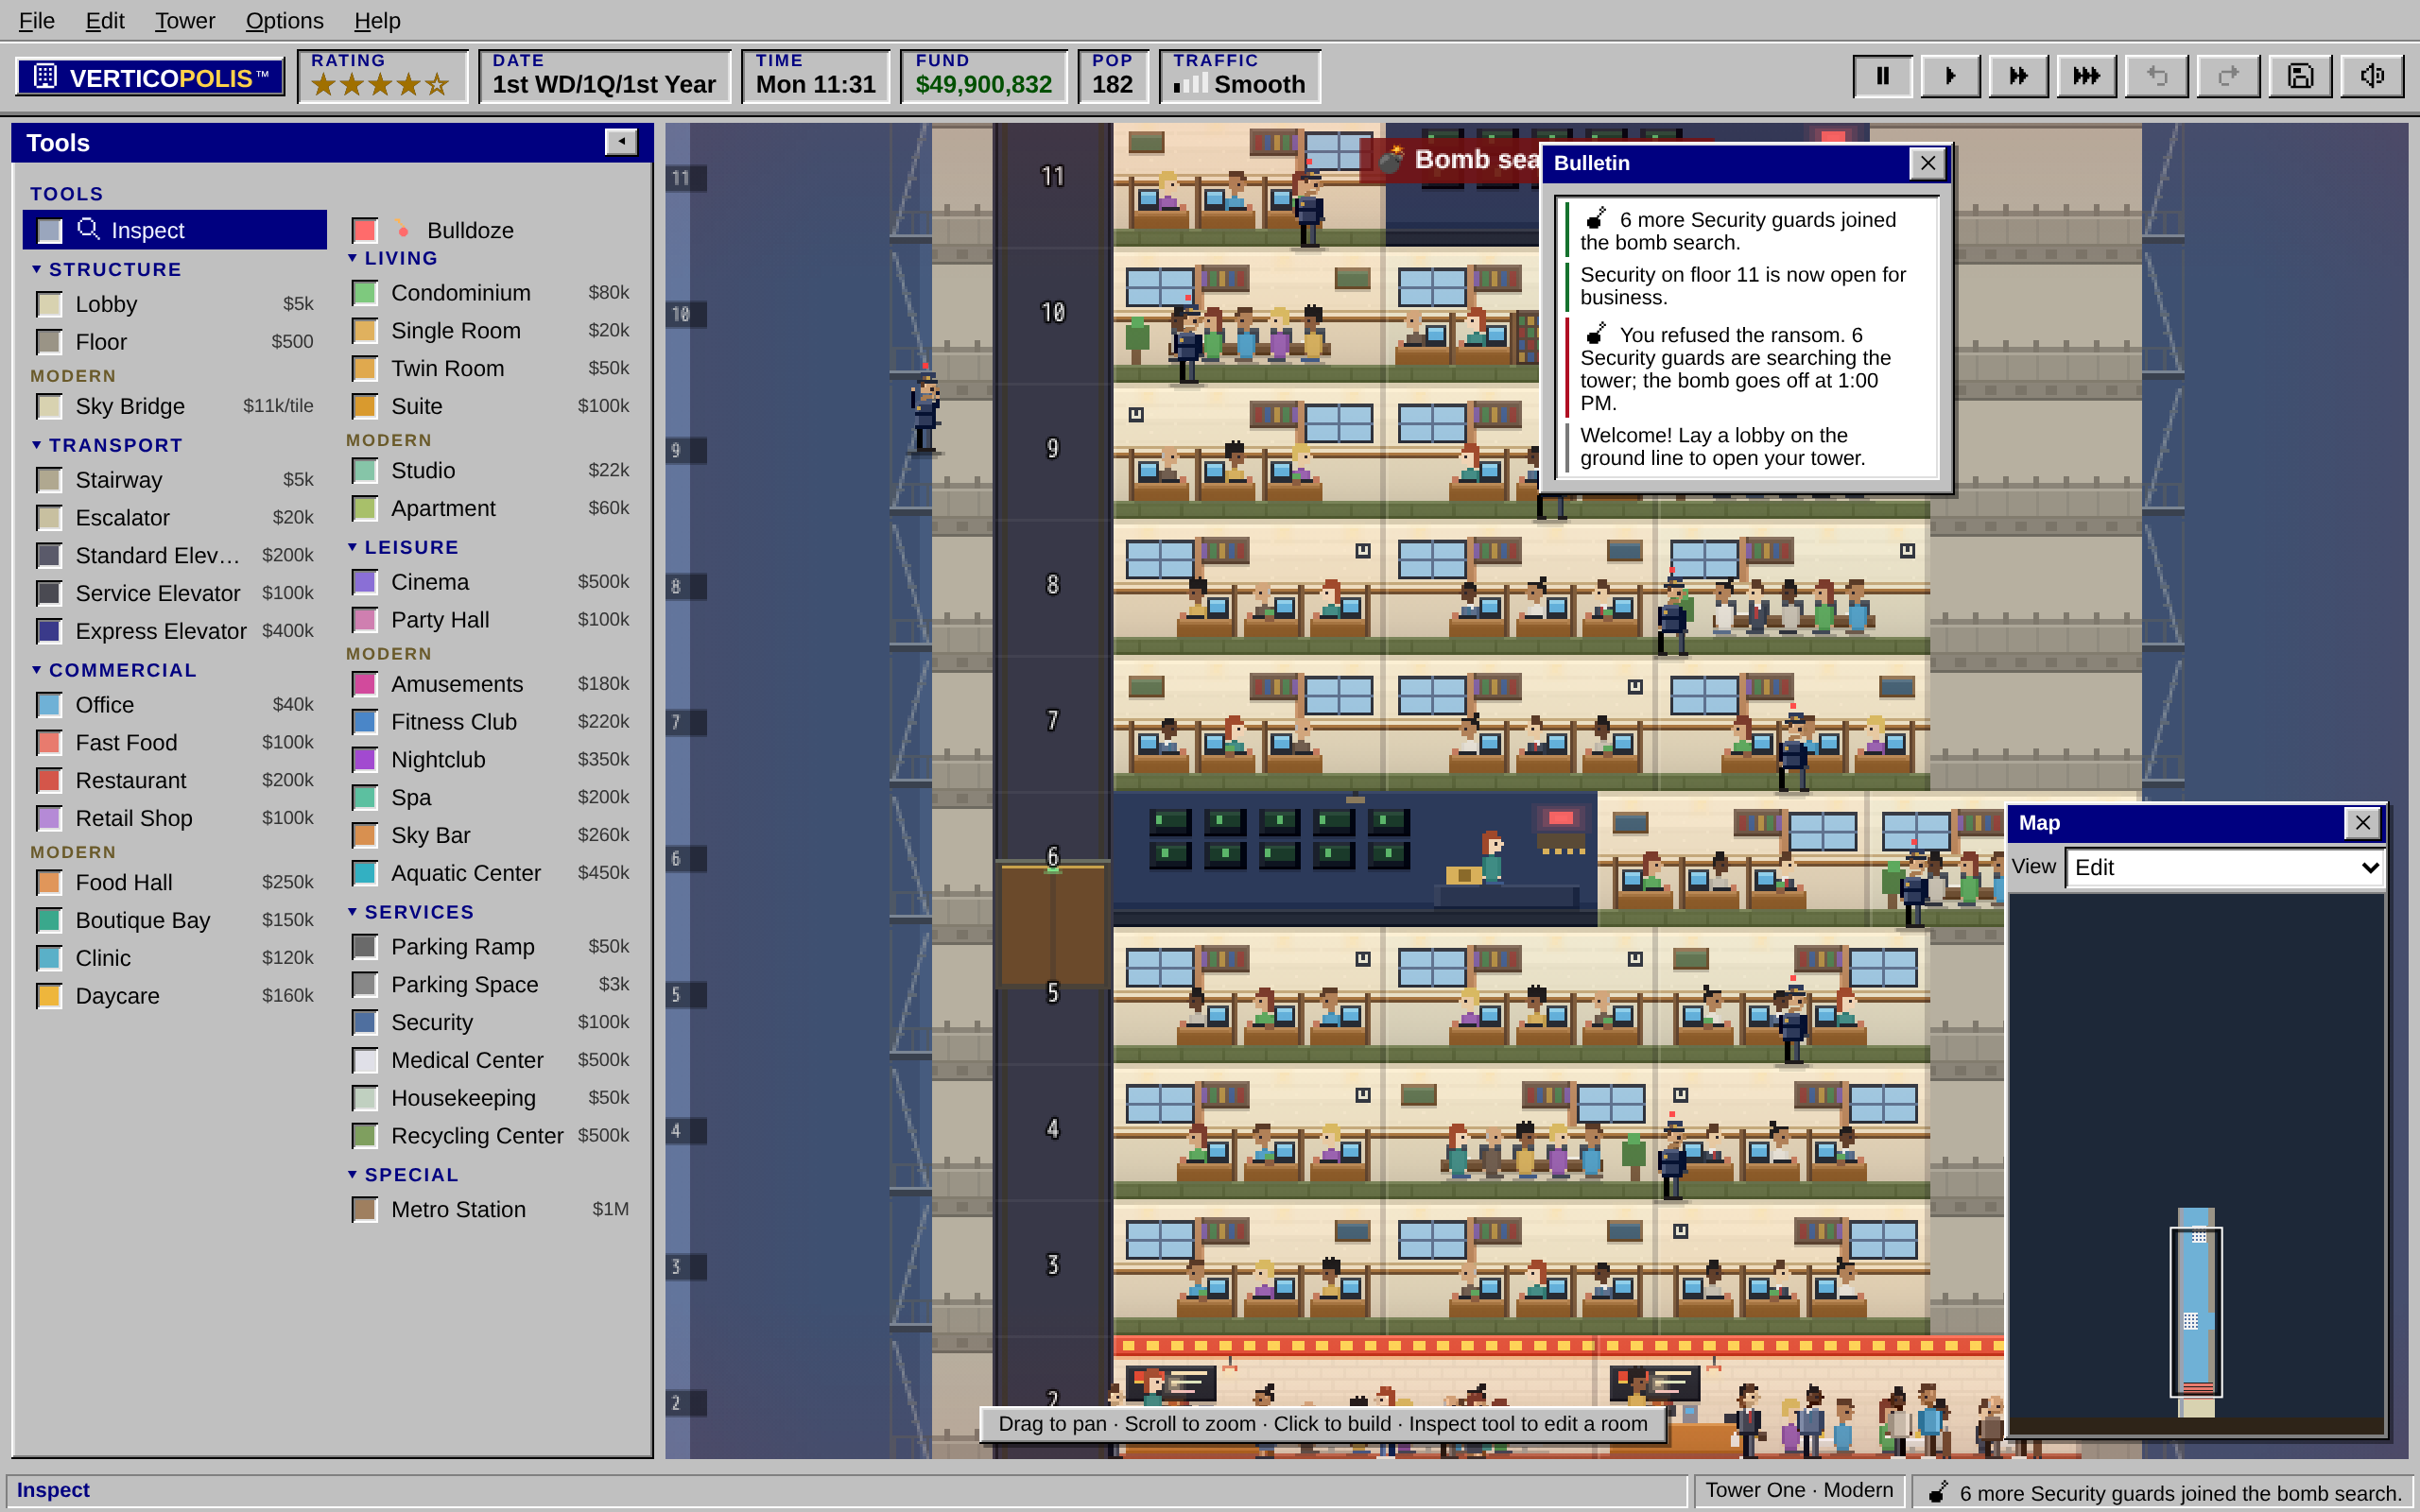 File Edit Tower Options Help
VERTICOPOLIS™
RATING
DATE
1st WD/1Q/1st Year
TIME
Mon 11:31
FUND
$49,900,832
POP
182
TRAFFIC
Smooth
Tools
TOOLS
Inspect
STRUCTURE
Lobby $5k
Floor $500
MODERN
Sky Bridge $11k/tile
TRANSPORT
Stairway $5k
Escalator $20k
Standard Elev… $200k
Service Elevator $100k
Express Elevator $400k
COMMERCIAL
Office $40k
Fast Food $100k
Restaurant $200k
Retail Shop $100k
MODERN
Food Hall $250k
Boutique Bay $150k
Clinic $120k
Daycare $160k
Bulldoze
LIVING
Condominium $80k
Single Room $20k
Twin Room $50k
Suite $100k
MODERN
Studio $22k
Apartment $60k
LEISURE
Cinema $500k
Party Hall $100k
MODERN
Amusements $180k
Fitness Club $220k
Nightclub $350k
Spa $200k
Sky Bar $260k
Aquatic Center $450k
SERVICES
Parking Ramp $50k
Parking Space $3k
Security $100k
Medical Center $500k
Housekeeping $50k
Recycling Center $500k
SPECIAL
Metro Station $1M
11 11
10 10
9 9
8 8
7 7
6 6
5 5
4 4
3 3
2 2
Bomb sea
Bulletin
6 more Security guards joined
the bomb search.
Security on floor 11 is now open for
business.
You refused the ransom. 6
Security guards are searching the
tower; the bomb goes off at 1:00
PM.
Welcome! Lay a lobby on the
ground line to open your tower.
Map
View Edit
Drag to pan · Scroll to zoom · Click to build · Inspect tool to edit a room
Inspect
Tower One · Modern
6 more Security guards joined the bomb search.